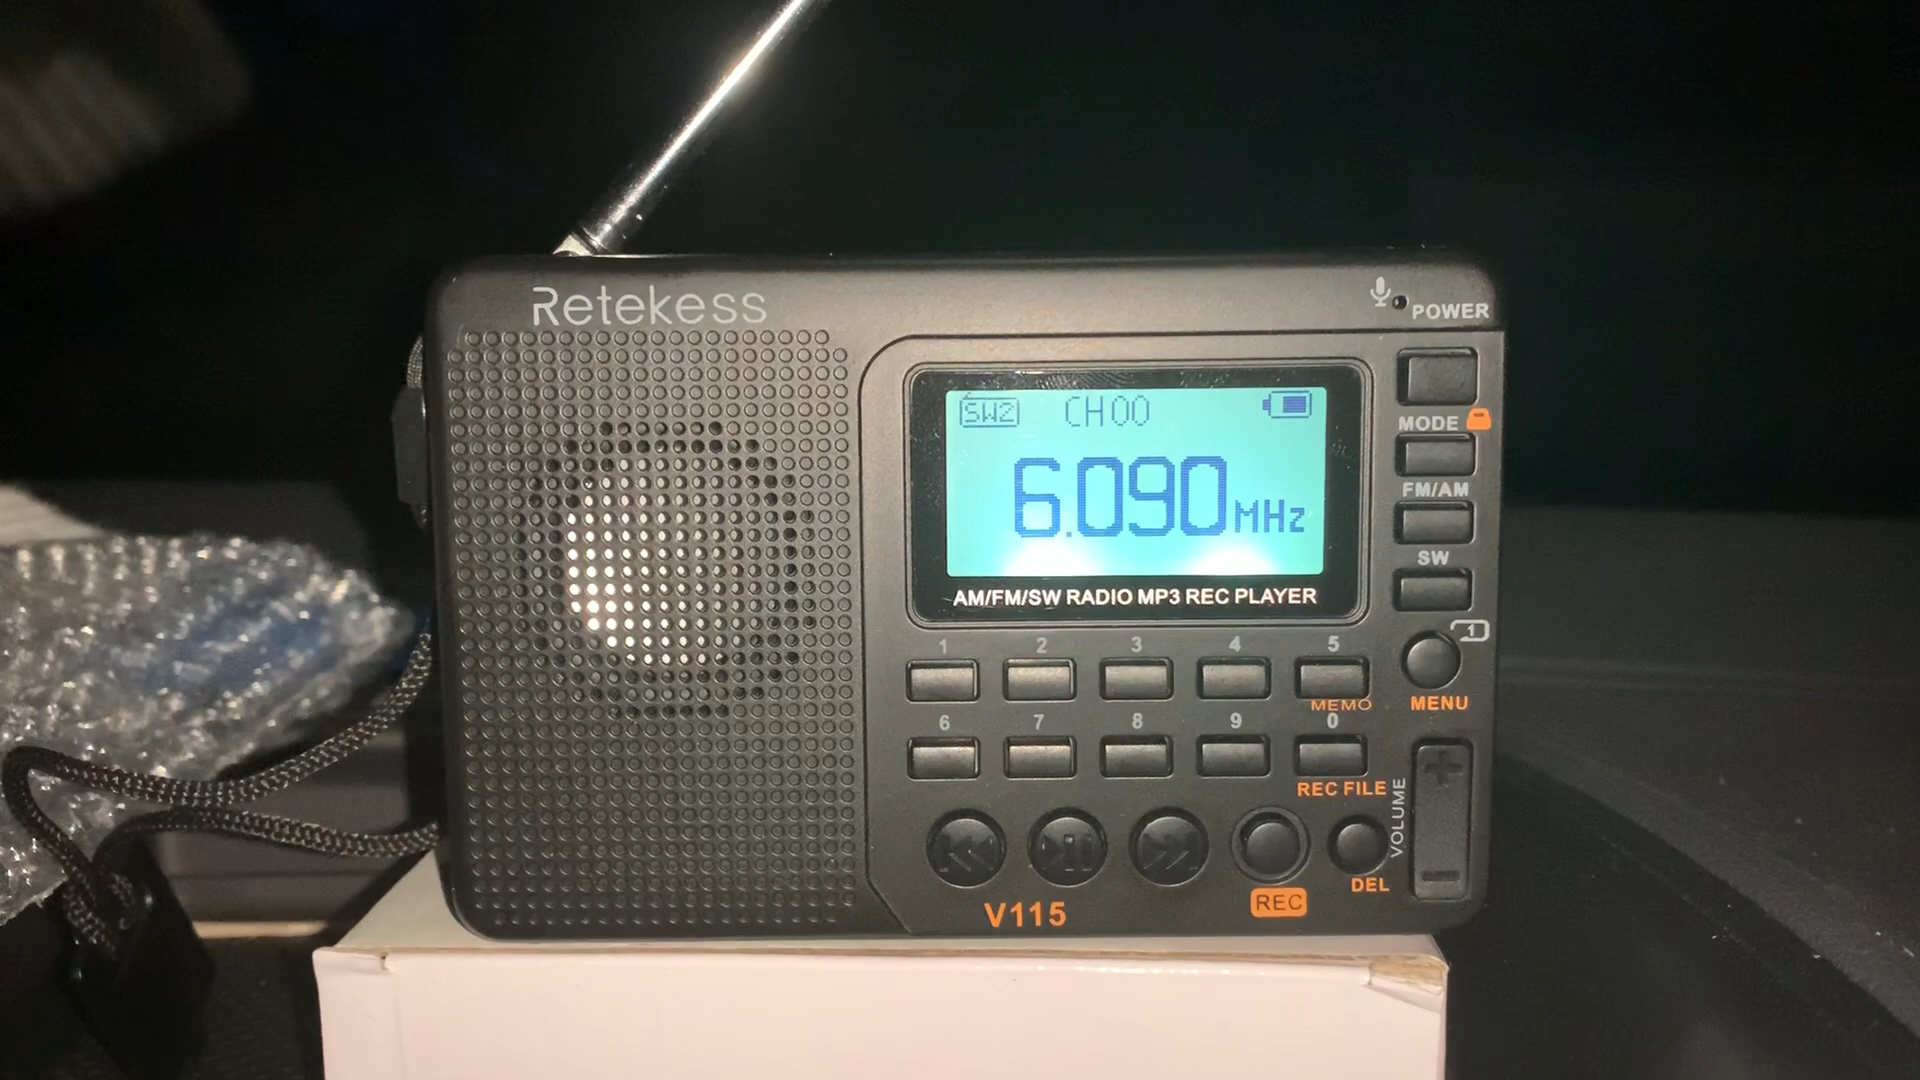 Retekess
POWER
SW2 CH00
6.090 MHz
AM/FM/SW RADIO MP3 REC PLAYER
MODE
FM/AM
SW
1
MENU
1 2 3 4 5
MEMO
6 7 8 9 0
REC FILE
VOLUME
REC
DEL
V115